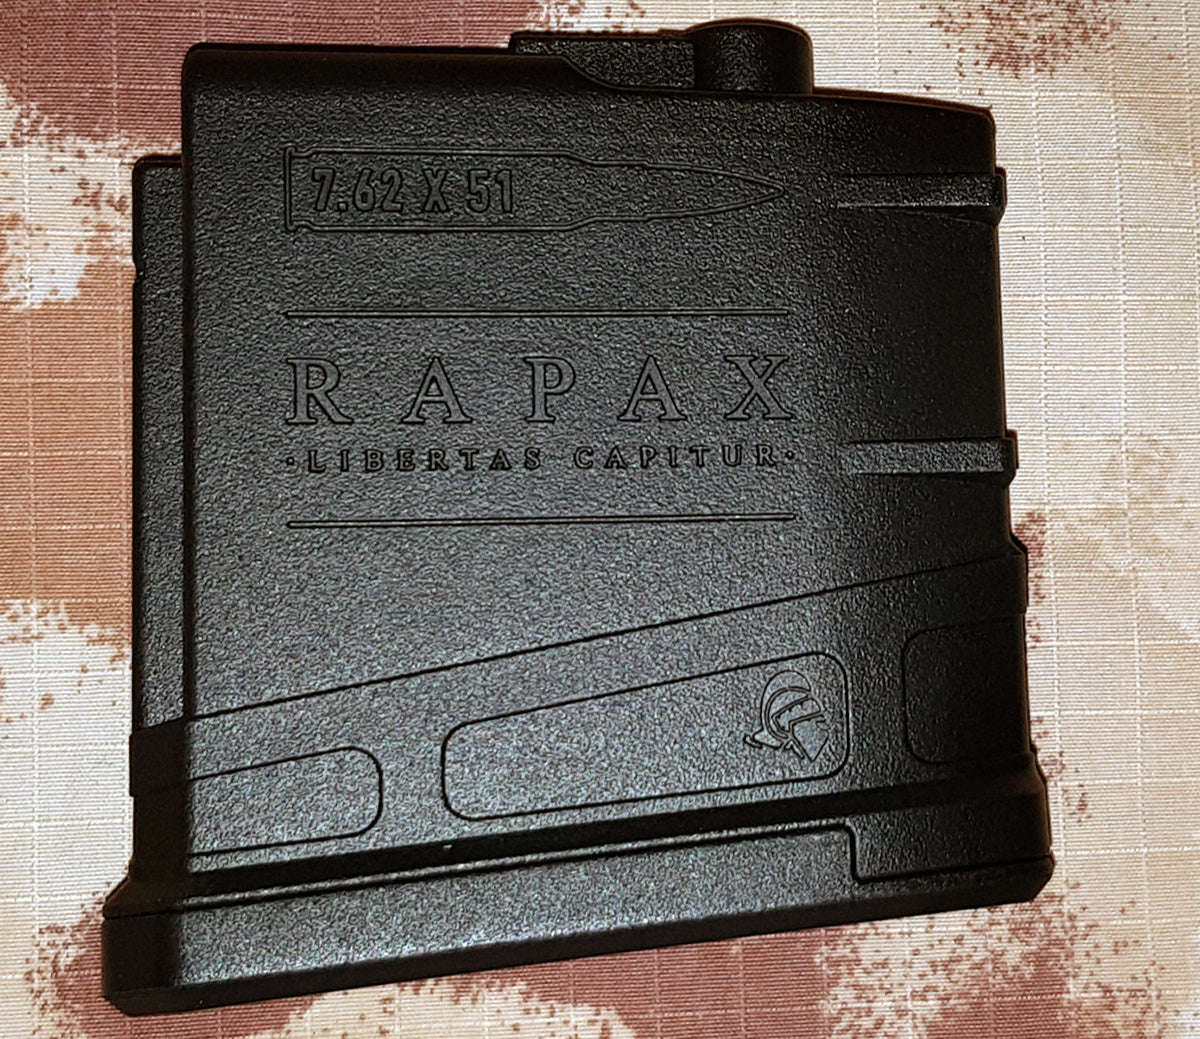 7.62 X 51
RAPAX
·LIBERTAS CAPITUR·